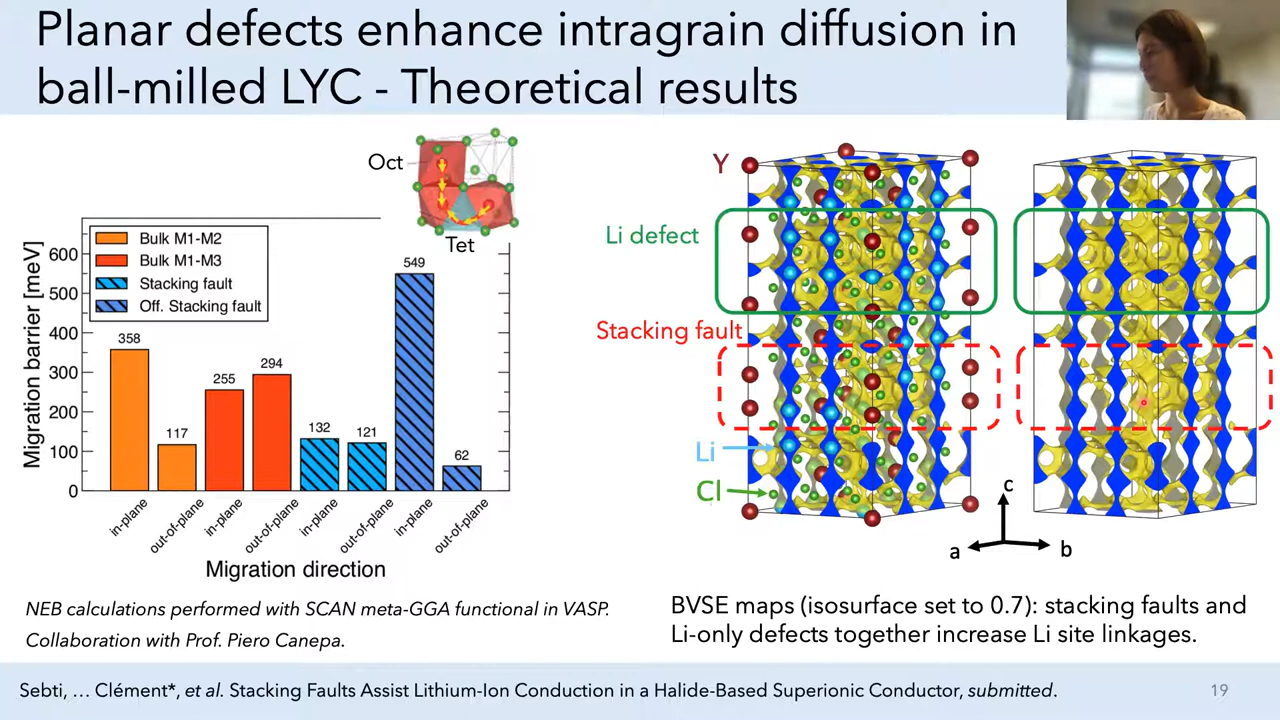 Planar defects enhance intragrain diffusion in
ball-milled LYC - Theoretical results
Oct
Tet
Migration barrier [meV]
600
500
400
300
200
100
0
Bulk M1-M2
Bulk M1-M3
Stacking fault
Off. Stacking fault
358
117
255
294
132
121
549
62
in-plane
out-of-plane
in-plane
out-of-plane
in-plane
out-of-plane
in-plane
out-of-plane
Migration direction
NEB calculations performed with SCAN meta-GGA functional in VASP.
Collaboration with Prof. Piero Canepa.
Y
Li defect
Stacking fault
Li
Cl
c
a
b
BVSE maps (isosurface set to 0.7): stacking faults and
Li-only defects together increase Li site linkages.
Sebti, … Clément*, et al. Stacking Faults Assist Lithium-Ion Conduction in a Halide-Based Superionic Conductor, submitted.
19